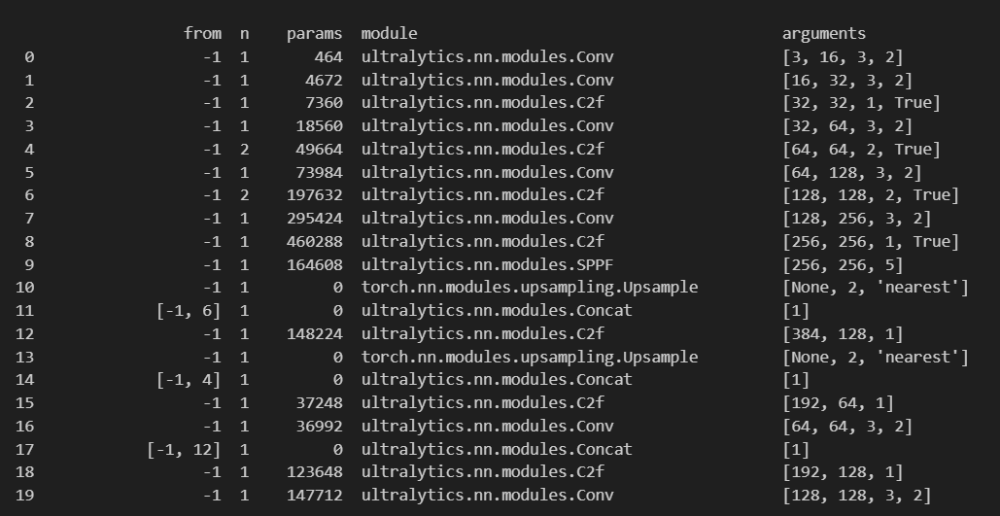 from n params module arguments
0 -1 1 464 ultralytics.nn.modules.Conv [3, 16, 3, 2]
1 -1 1 4672 ultralytics.nn.modules.Conv [16, 32, 3, 2]
2 -1 1 7360 ultralytics.nn.modules.C2f [32, 32, 1, True]
3 -1 1 18560 ultralytics.nn.modules.Conv [32, 64, 3, 2]
4 -1 2 49664 ultralytics.nn.modules.C2f [64, 64, 2, True]
5 -1 1 73984 ultralytics.nn.modules.Conv [64, 128, 3, 2]
6 -1 2 197632 ultralytics.nn.modules.C2f [128, 128, 2, True]
7 -1 1 295424 ultralytics.nn.modules.Conv [128, 256, 3, 2]
8 -1 1 460288 ultralytics.nn.modules.C2f [256, 256, 1, True]
9 -1 1 164608 ultralytics.nn.modules.SPPF [256, 256, 5]
10 -1 1 0 torch.nn.modules.upsampling.Upsample [None, 2, 'nearest']
11 [-1, 6] 1 0 ultralytics.nn.modules.Concat [1]
12 -1 1 148224 ultralytics.nn.modules.C2f [384, 128, 1]
13 -1 1 0 torch.nn.modules.upsampling.Upsample [None, 2, 'nearest']
14 [-1, 4] 1 0 ultralytics.nn.modules.Concat [1]
15 -1 1 37248 ultralytics.nn.modules.C2f [192, 64, 1]
16 -1 1 36992 ultralytics.nn.modules.Conv [64, 64, 3, 2]
17 [-1, 12] 1 0 ultralytics.nn.modules.Concat [1]
18 -1 1 123648 ultralytics.nn.modules.C2f [192, 128, 1]
19 -1 1 147712 ultralytics.nn.modules.Conv [128, 128, 3, 2]